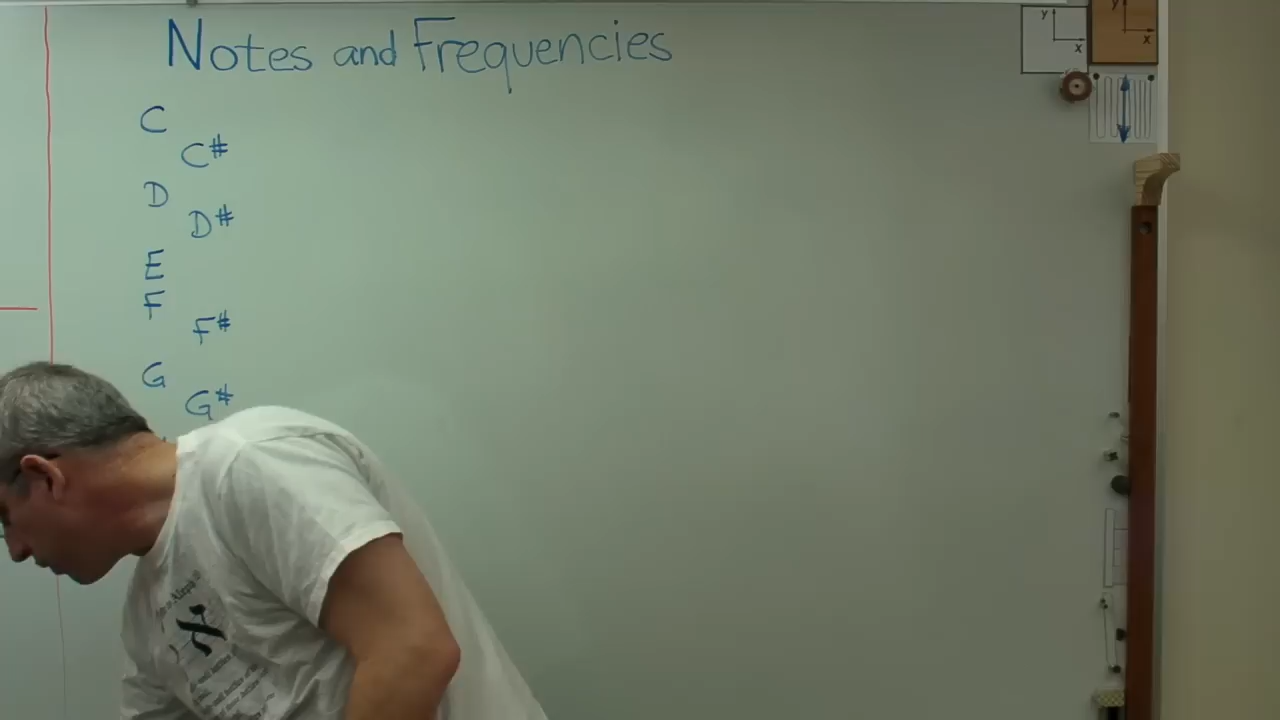 Notes and Frequencies
C
C#
D
D#
E
F
F#
G
G#
Y
X
Y
X
א